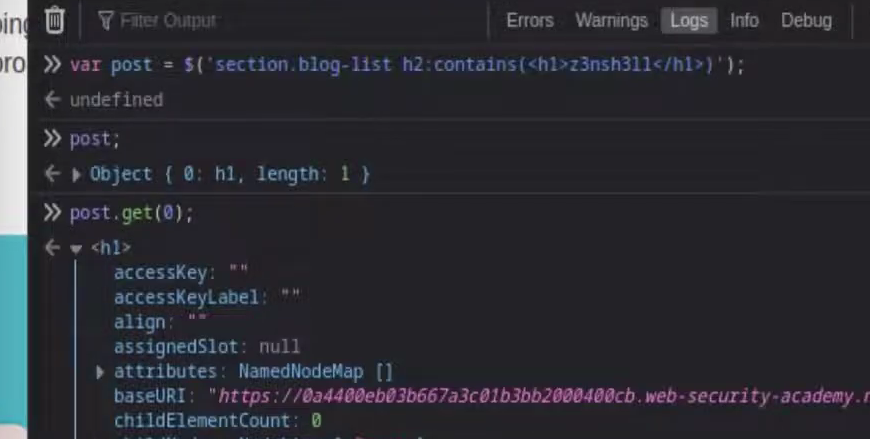 ping
Filter Output
Errors Warnings Logs Info Debug
pro
>> var post = $('section.blog-list h2:contains(<h1>z3nsh3ll</h1>)');
← undefined
>> post;
← ▶ Object { 0: h1, length: 1 }
>> post.get(0);
← ▼ <h1>
accessKey: ""
accessKeyLabel: ""
align: ""
assignedSlot: null
▶ attributes: NamedNodeMap []
baseURI: "https://0a4400eb03b667a3c01b3bb2000400cb.web-security-academy.n
childElementCount: 0